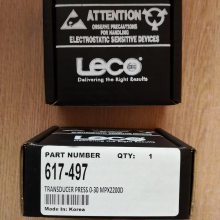 ATTENTION
OBSERVE PRECAUTIONS
FOR HANDLING
ELECTROSTATIC SENSITIVE DEVICES
LECO
Delivering the Right Results
PART NUMBER QTY: 1
617-497
TRANSDUCER PRESS 0-30 MPX2200D
Made in: Korea